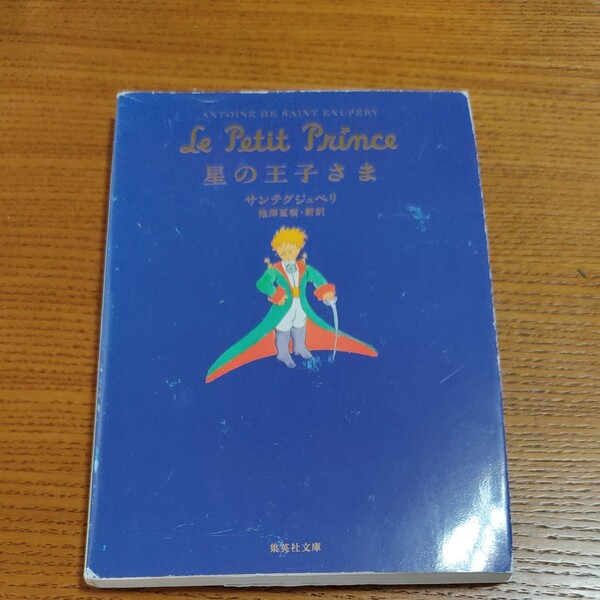 ANTOINE DE SAINT-EXUPÉRY
Le Petit Prince
星の王子さま
サンテグジュペリ
池澤夏樹・新訳
集英社文庫